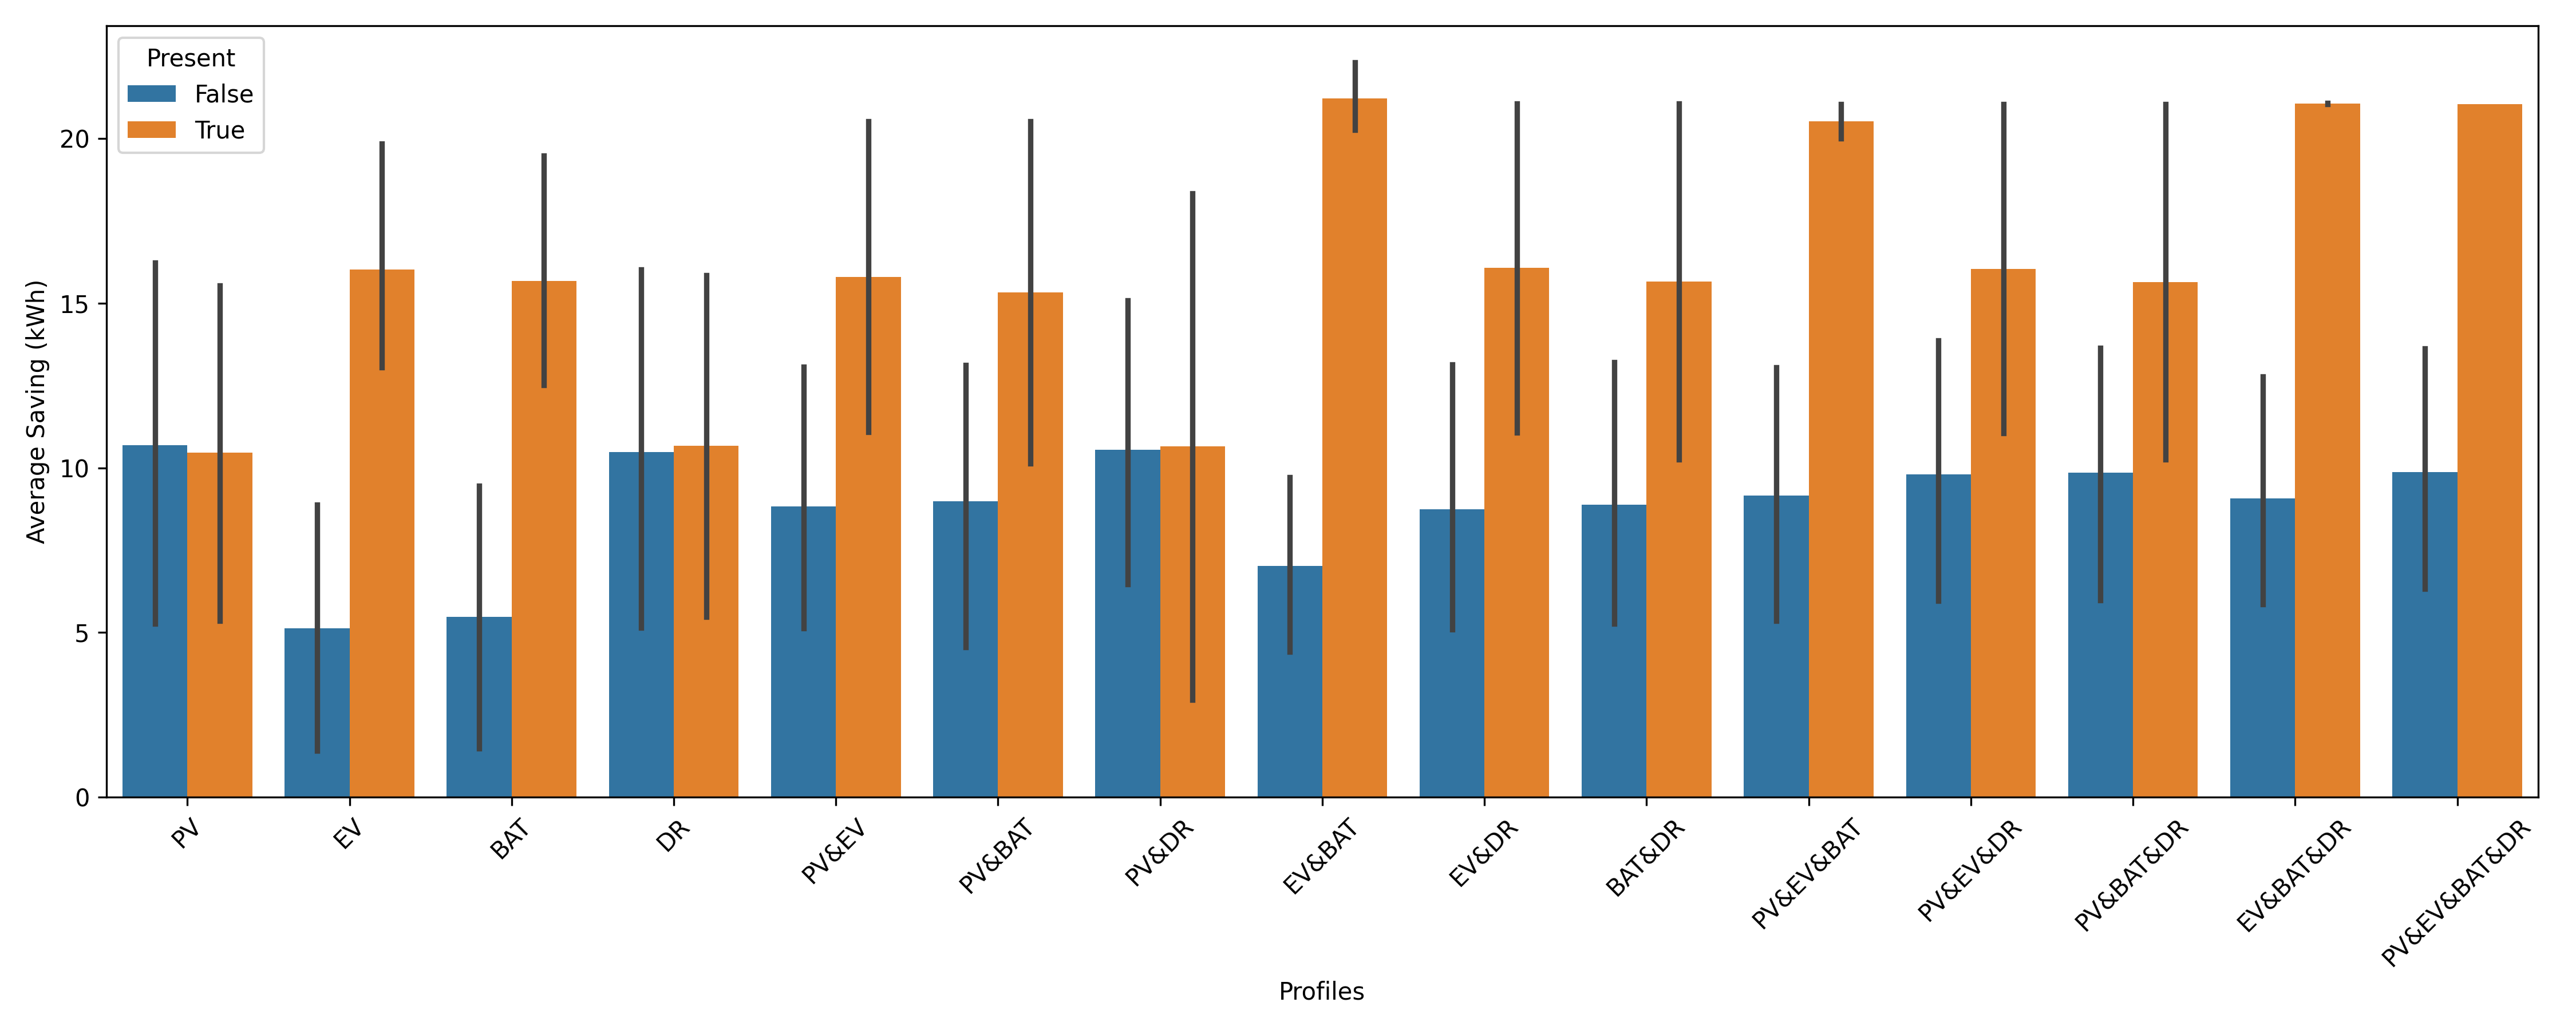 Present
False
True
Average Saving (kWh)
20
15
10
5
0
PV
EV
BAT
DR
PV&EV
PV&BAT
PV&DR
EV&BAT
EV&DR
BAT&DR
PV&EV&BAT
PV&EV&DR
PV&BAT&DR
EV&BAT&DR
PV&EV&BAT&DR
Profiles